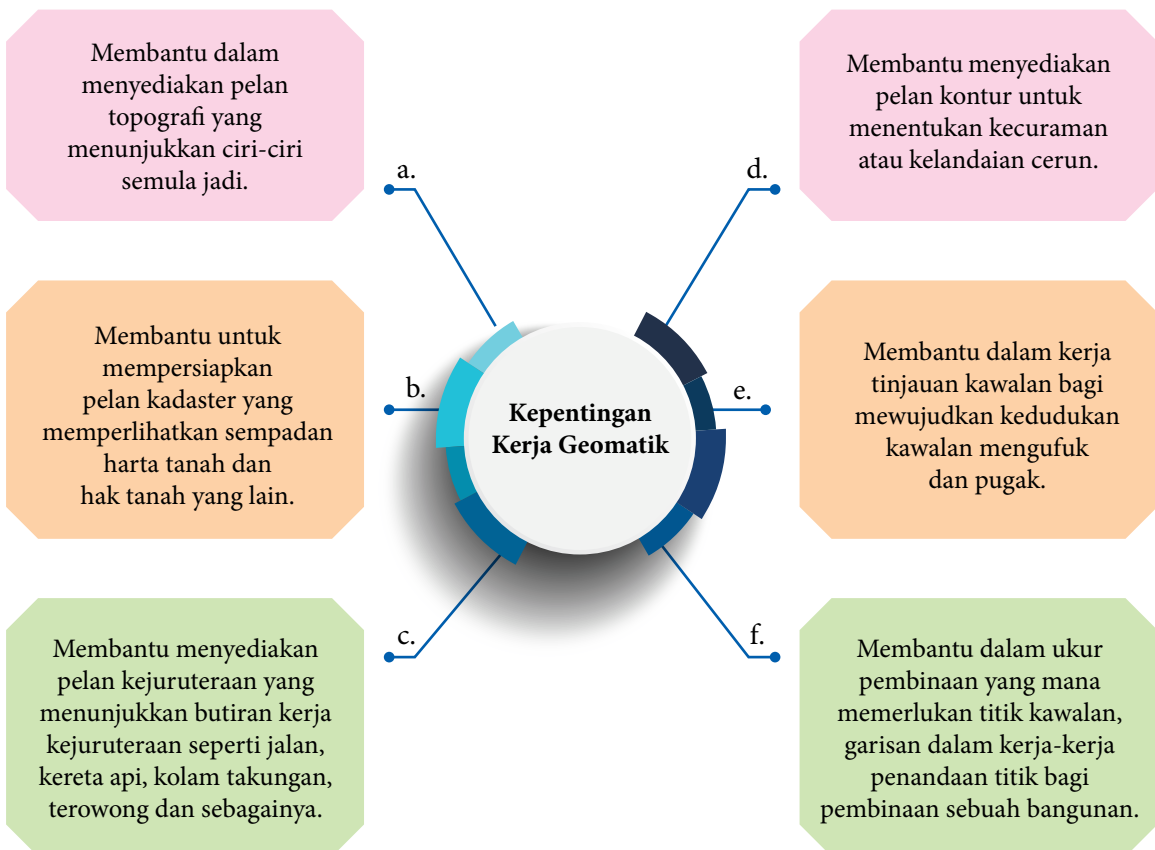 Membantu dalam
menyediakan pelan
topografi yang
menunjukkan ciri-ciri
semula jadi.
a.
Membantu untuk
mempersiapkan
pelan kadaster yang
memperlihatkan sempadan
harta tanah dan
hak tanah yang lain.
b.
Membantu menyediakan
pelan kejuruteraan yang
menunjukkan butiran kerja
kejuruteraan seperti jalan,
kereta api, kolam takungan,
terowong dan sebagainya.
c.
Kepentingan
Kerja Geomatik
d.
Membantu menyediakan
pelan kontur untuk
menentukan kecuraman
atau kelandaian cerun.
e.
Membantu dalam kerja
tinjauan kawalan bagi
mewujudkan kedudukan
kawalan mengufuk
dan pugak.
f.
Membantu dalam ukur
pembinaan yang mana
memerlukan titik kawalan,
garisan dalam kerja-kerja
penandaan titik bagi
pembinaan sebuah bangunan.